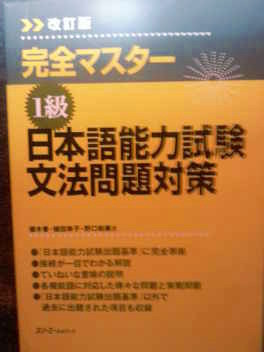 改訂版
完全マスター
1級
日本語能力試験
文法問題対策
●「日本語能力試験出題基準」に完全準拠
●接続が一目でわかる解説
●ていねいな意味の説明
●各機能語に対応した様々な問題と実戦問題
●「日本語能力試験出題基準」以外で
過去に出題された項目も収録